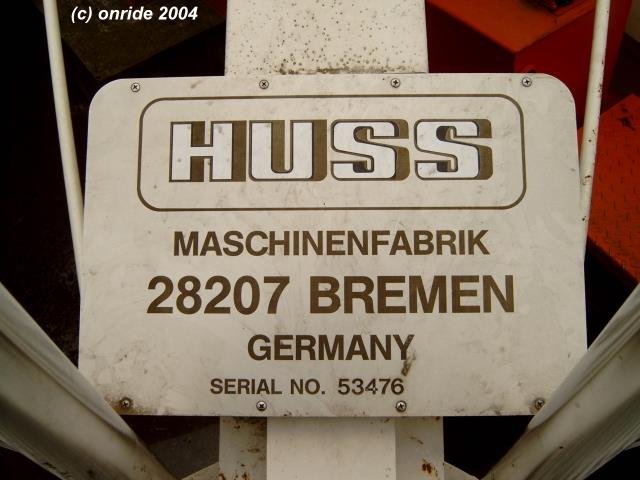 (c) onride 2004
HUSS
MASCHINENFABRIK
28207 BREMEN
GERMANY
SERIAL NO. 53476